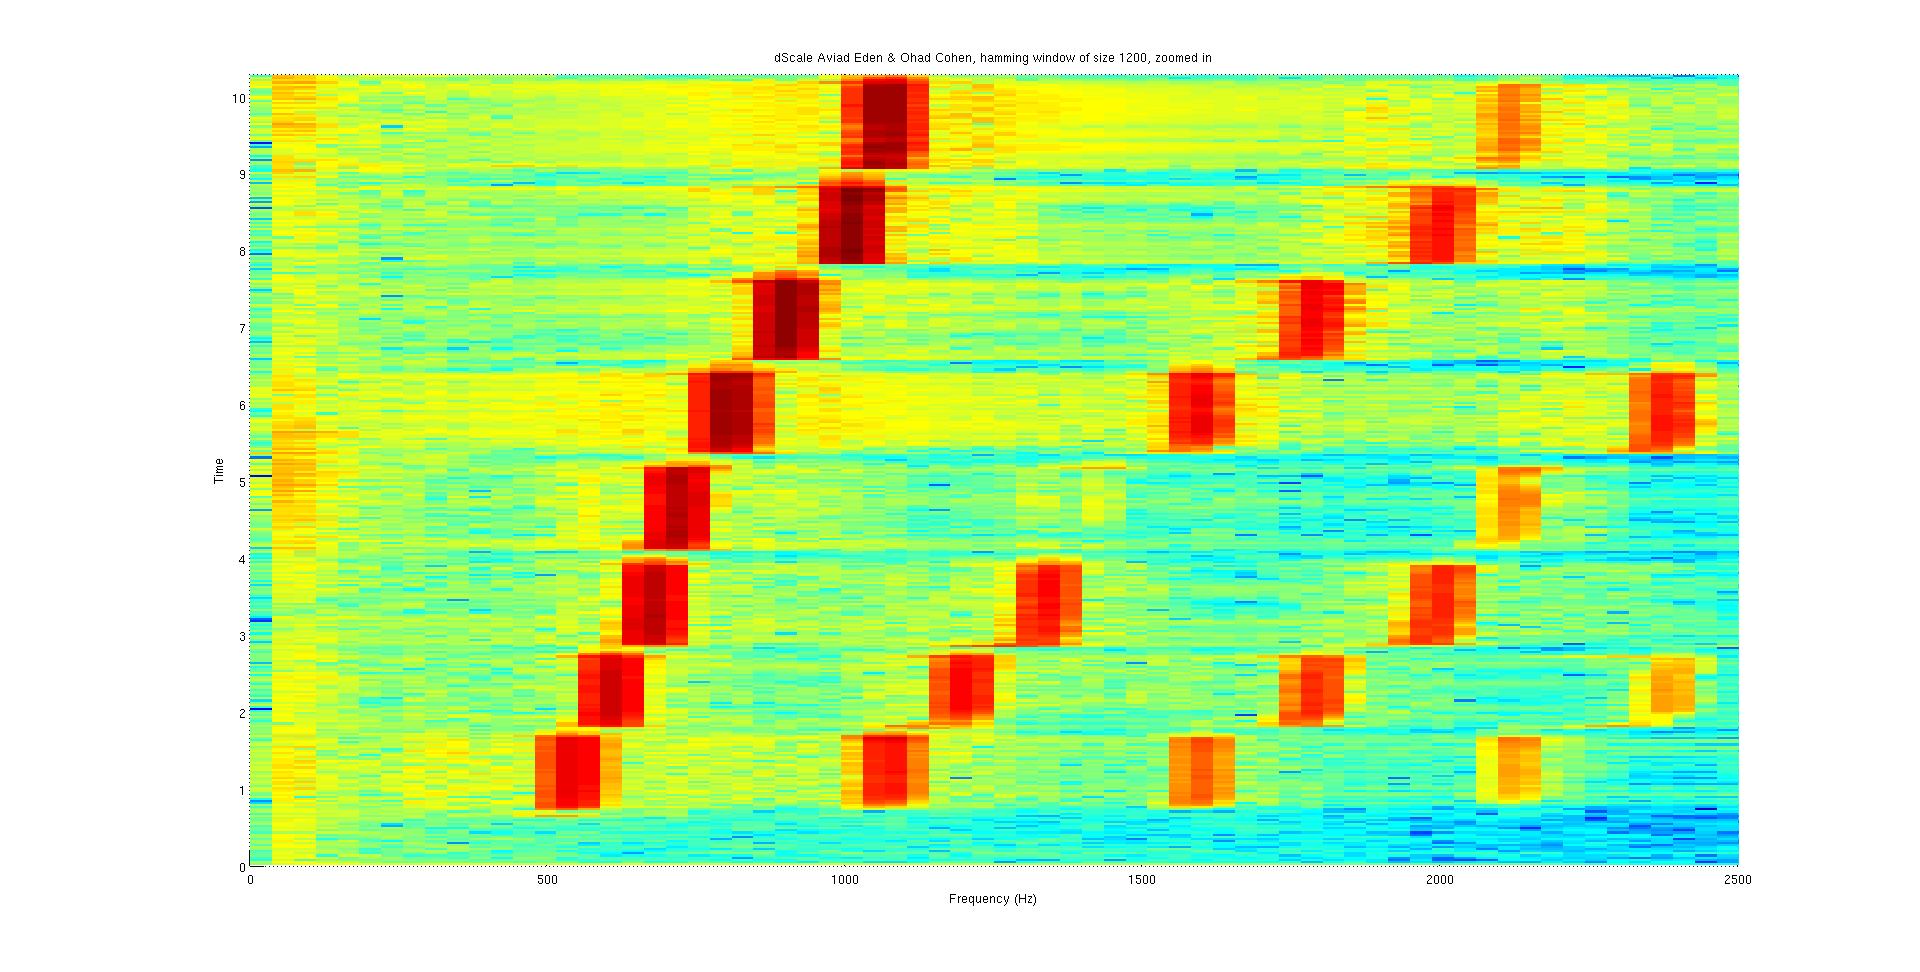 dScale Aviad Eden & Ohad Cohen, hamming window of size 1200, zoomed in
10
9
8
7
6
5
4
3
2
1
0
Time
0 500 1000 1500 2000 2500
Frequency (Hz)